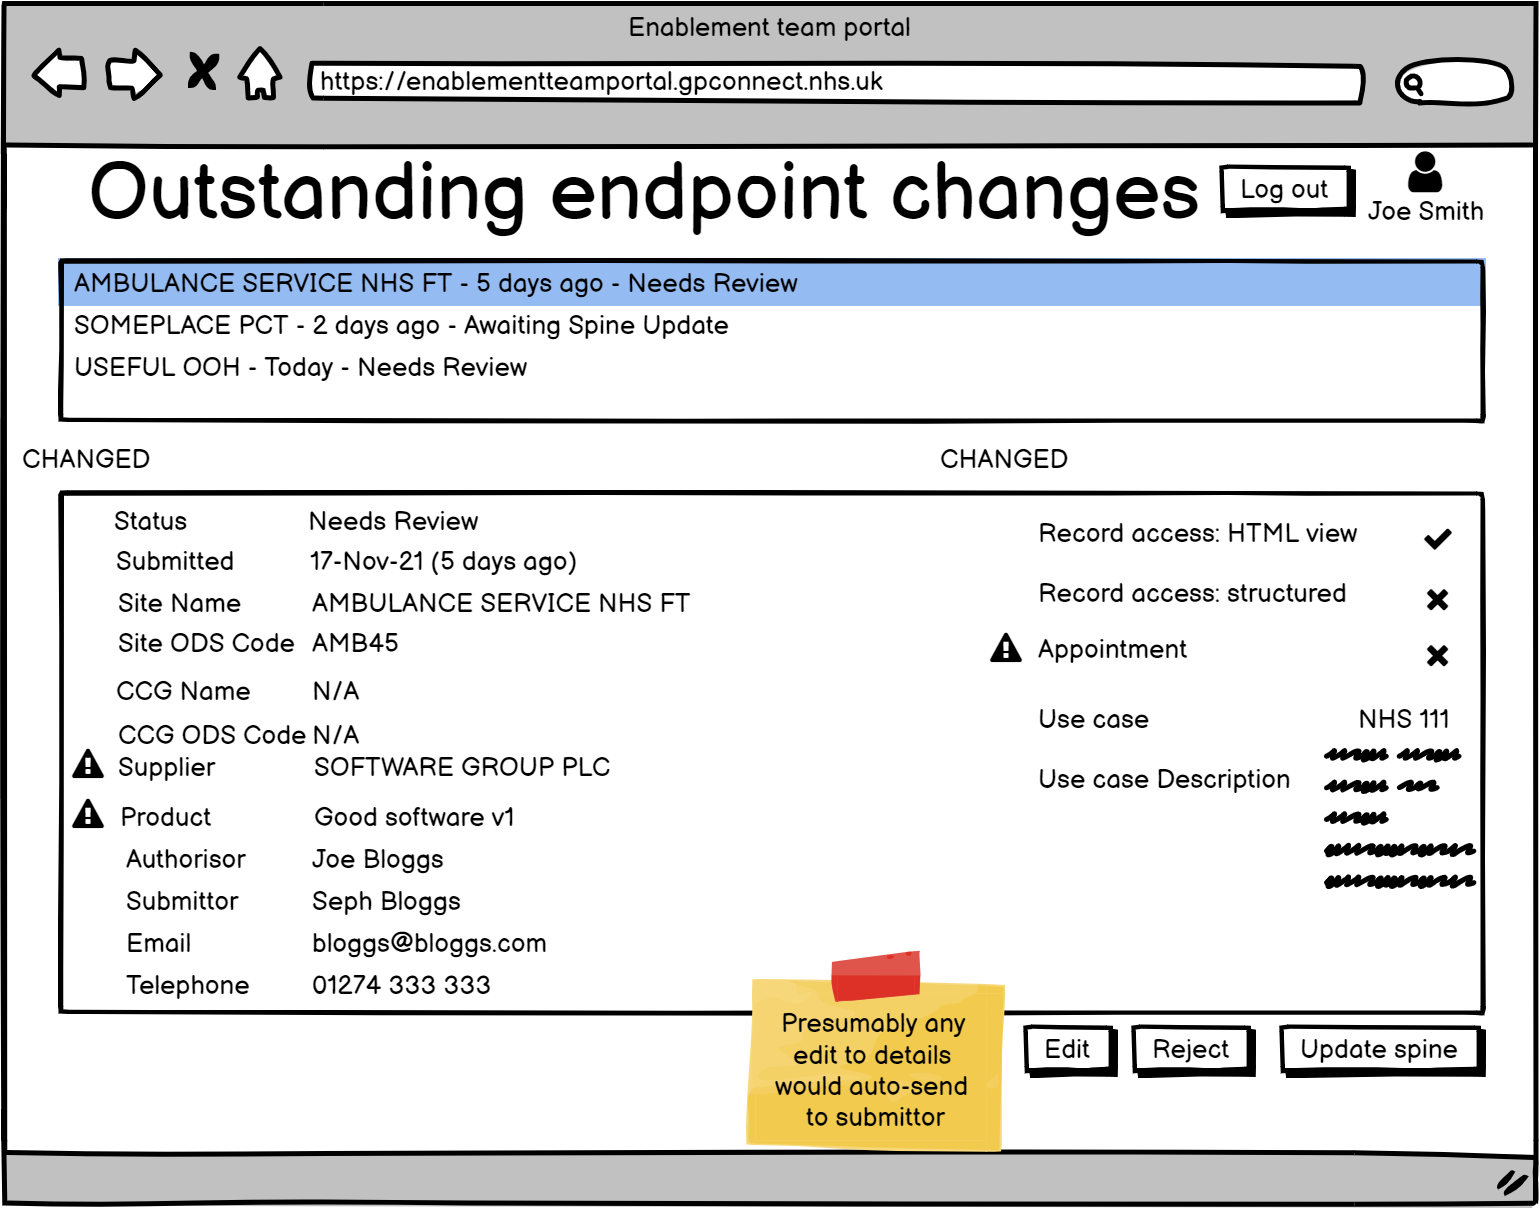 Enablement team portal
https://enablementteamportal.gpconnect.nhs.uk
Outstanding endpoint changes
Log out
Joe Smith
AMBULANCE SERVICE NHS FT - 5 days ago - Needs Review
SOMEPLACE PCT - 2 days ago - Awaiting Spine Update
USEFUL OOH - Today - Needs Review
CHANGED
CHANGED
Status Needs Review
Submitted 17-Nov-21 (5 days ago)
Site Name AMBULANCE SERVICE NHS FT
Site ODS Code AMB45
CCG Name N/A
CCG ODS Code N/A
Supplier SOFTWARE GROUP PLC
Product Good software v1
Authorisor Joe Bloggs
Submittor Seph Bloggs
Email bloggs@bloggs.com
Telephone 01274 333 333
Record access: HTML view
Record access: structured
Appointment
Use case NHS 111
Use case Description
Presumably any
edit to details
would auto-send
to submittor
Edit
Reject
Update spine